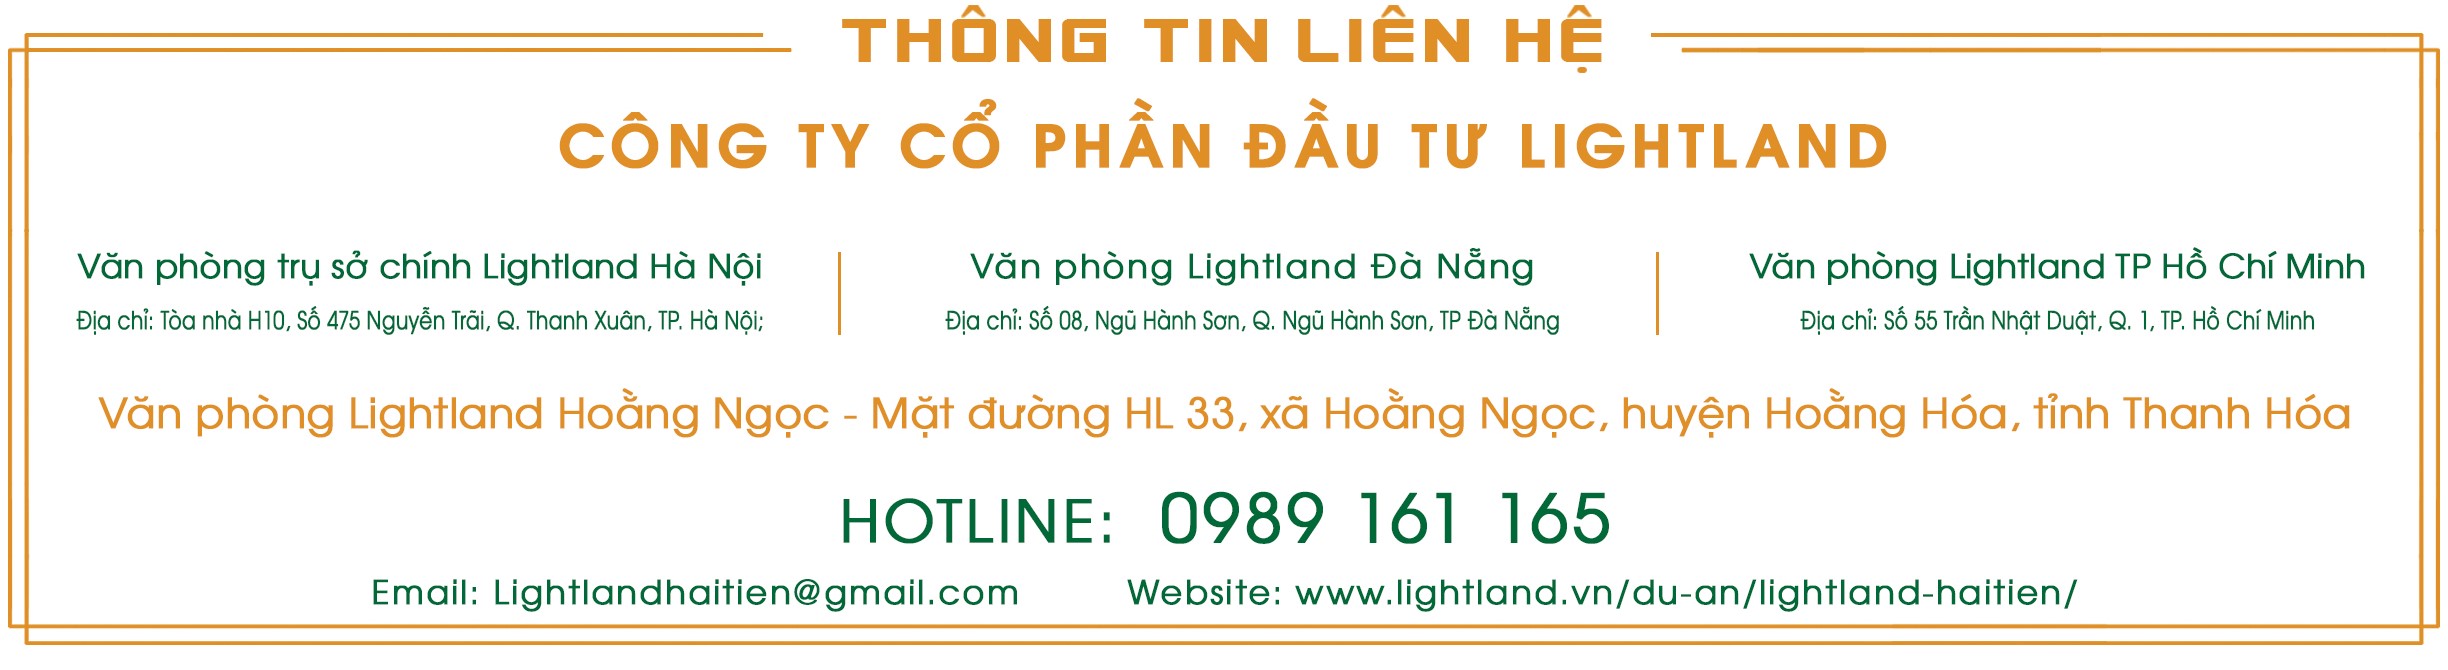 THÔNG TIN LIÊN HỆ
CÔNG TY CỔ PHẦN ĐẦU TƯ LIGHTLAND
Văn phòng trụ sở chính Lightland Hà Nội
Địa chỉ: Tòa nhà H10, Số 475 Nguyễn Trãi, Q. Thanh Xuân, TP. Hà Nội;
Văn phòng Lightland Đà Nẵng
Địa chỉ: Số 08, Ngũ Hành Sơn, Q. Ngũ Hành Sơn, TP Đà Nẵng
Văn phòng Lightland TP Hồ Chí Minh
Địa chỉ: Số 55 Trần Nhật Duật, Q. 1, TP. Hồ Chí Minh
Văn phòng Lightland Hoằng Ngọc - Mặt đường HL 33, xã Hoằng Ngọc, huyện Hoằng Hóa, tỉnh Thanh Hóa
HOTLINE: 0989 161 165
Email: Lightlandhaitien@gmail.com Website: www.lightland.vn/du-an/lightland-haitien/